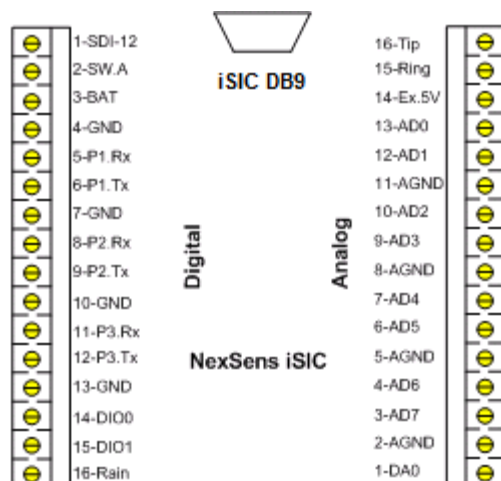 1-SDI-12
2-SW.A
3-BAT
4-GND
5-P1.Rx
6-P1.Tx
7-GND
8-P2.Rx
9-P2.Tx
10-GND
11-P3.Rx
12-P3.Tx
13-GND
14-DIO0
15-DIO1
16-Rain
iSIC DB9
Digital
Analog
NexSens iSIC
16-Tip
15-Ring
14-Ex.5V
13-AD0
12-AD1
11-AGND
10-AD2
9-AD3
8-AGND
7-AD4
6-AD5
5-AGND
4-AD6
3-AD7
2-AGND
1-DA0